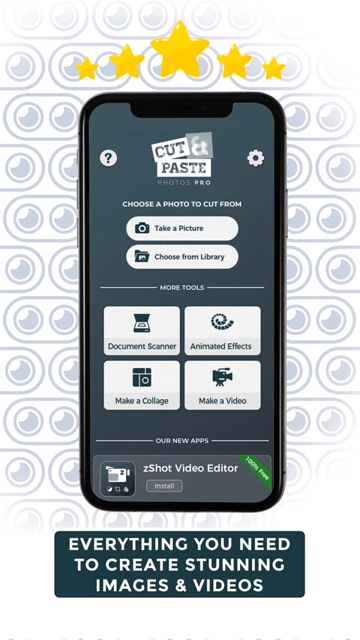 ?
CUT &
PASTE
PHOTOS PRO
CHOOSE A PHOTO TO CUT FROM
Take a Picture
Choose from Library
MORE TOOLS
Document Scanner
Animated Effects
Make a Collage
Make a Video
OUR NEW APPS
zShot Video Editor
100% Free
Install
EVERYTHING YOU NEED
TO CREATE STUNNING
IMAGES & VIDEOS